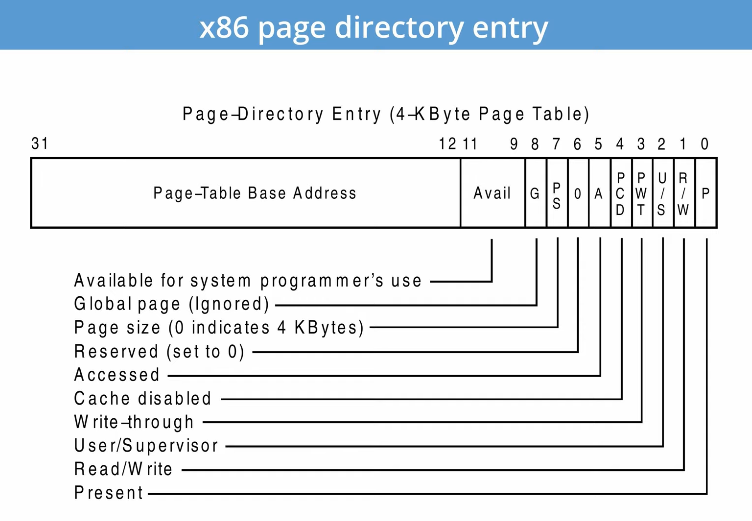 x86 page directory entry
Page-Directory Entry (4-KByte Page Table)
31 12 11 9 8 7 6 5 4 3 2 1 0
Page-Table Base Address Avail G PS 0 A PCD PWT U/S R/W P
Available for system programmer's use
Global page (Ignored)
Page size (0 indicates 4 KBytes)
Reserved (set to 0)
Accessed
Cache disabled
Write-through
User/Supervisor
Read/Write
Present